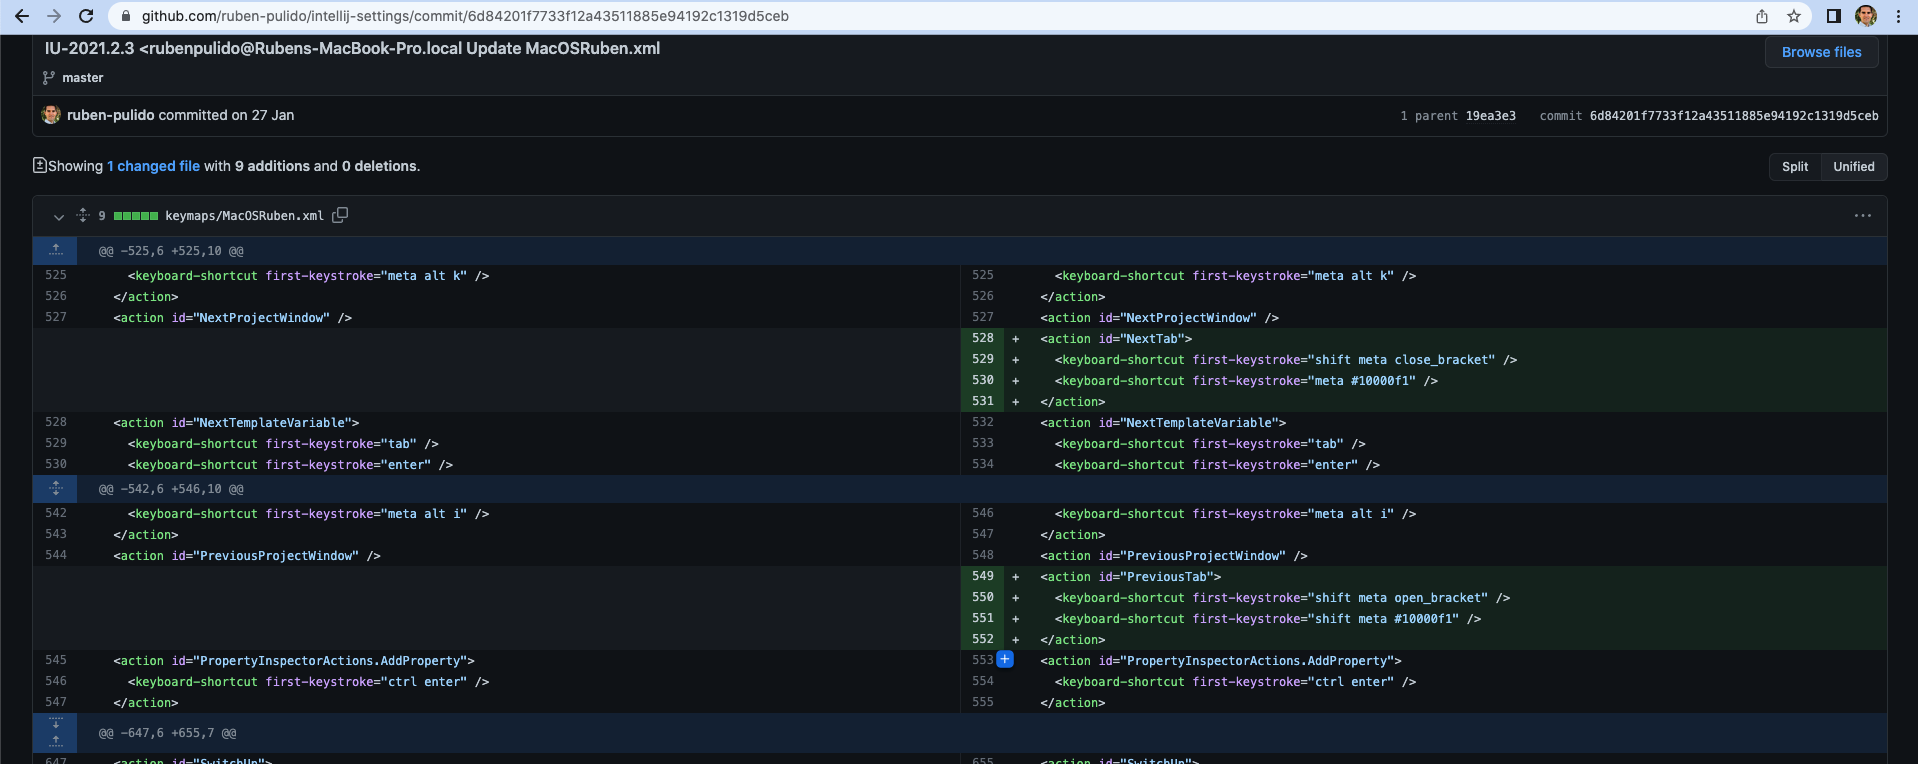 github.com/ruben-pulido/intellij-settings/commit/6d84201f7733f12a43511885e94192c1319d5ceb
IU-2021.2.3 <rubenpulido@Rubens-MacBook-Pro.local Update MacOSRuben.xml
Browse files
master
ruben-pulido committed on 27 Jan
1 parent 19ea3e3 commit 6d84201f7733f12a43511885e94192c1319d5ceb
Showing 1 changed file with 9 additions and 0 deletions.
Split Unified
9 keymaps/MacOSRuben.xml
@@ -525,6 +525,10 @@
525 <keyboard-shortcut first-keystroke="meta alt k" /> 525 <keyboard-shortcut first-keystroke="meta alt k" />
526 </action> 526 </action>
527 <action id="NextProjectWindow" /> 527 <action id="NextProjectWindow" />
528 + <action id="NextTab">
529 + <keyboard-shortcut first-keystroke="shift meta close_bracket" />
530 + <keyboard-shortcut first-keystroke="meta #10000f1" />
531 + </action>
528 <action id="NextTemplateVariable"> 532 <action id="NextTemplateVariable">
529 <keyboard-shortcut first-keystroke="tab" /> 533 <keyboard-shortcut first-keystroke="tab" />
530 <keyboard-shortcut first-keystroke="enter" /> 534 <keyboard-shortcut first-keystroke="enter" />
@@ -542,6 +546,10 @@
542 <keyboard-shortcut first-keystroke="meta alt i" /> 546 <keyboard-shortcut first-keystroke="meta alt i" />
543 </action> 547 </action>
544 <action id="PreviousProjectWindow" /> 548 <action id="PreviousProjectWindow" />
549 + <action id="PreviousTab">
550 + <keyboard-shortcut first-keystroke="shift meta open_bracket" />
551 + <keyboard-shortcut first-keystroke="shift meta #10000f1" />
552 + </action>
545 <action id="PropertyInspectorActions.AddProperty"> 553 + <action id="PropertyInspectorActions.AddProperty">
546 <keyboard-shortcut first-keystroke="ctrl enter" /> 554 <keyboard-shortcut first-keystroke="ctrl enter" />
547 </action> 555 </action>
@@ -647,6 +655,7 @@
647 <action id="SwitchUp"> 655 <action id="SwitchUp">